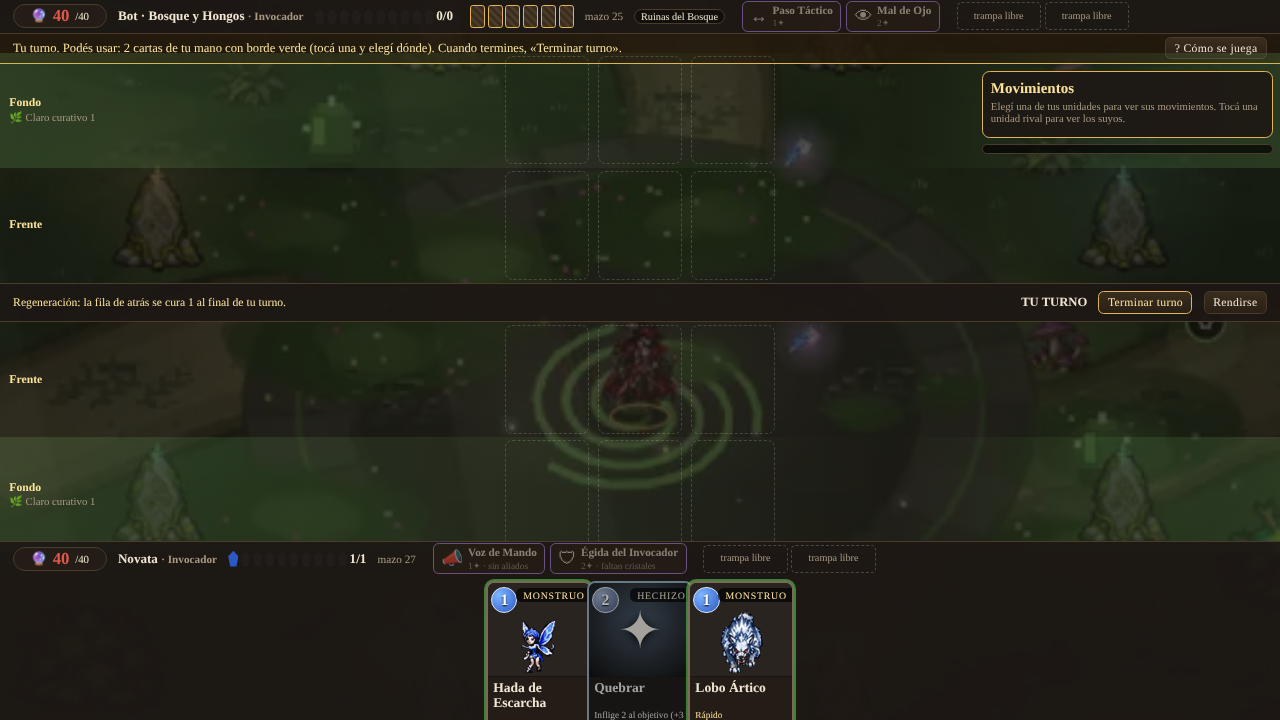 40 /40 Bot · Bosque y Hongos · Invocador 0/0 mazo 25 Ruinas del Bosque
Paso Táctico
1✦
Mal de Ojo
2✦
trampa libre
trampa libre
Tu turno. Podés usar: 2 cartas de tu mano con borde verde (tocá una y elegí dónde). Cuando termines, «Terminar turno».
? Cómo se juega
Fondo
Claro curativo 1
Movimientos
Elegí una de tus unidades para ver sus movimientos. Tocá una
unidad rival para ver los suyos.
Frente
Regeneración: la fila de atrás se cura 1 al final de tu turno.
TU TURNO
Terminar turno
Rendirse
Frente
Fondo
Claro curativo 1
40 /40 Novata · Invocador 1/1 mazo 27
Voz de Mando
1✦ · sin aliados
Égida del Invocador
2✦ · faltan cristales
trampa libre
trampa libre
1 MONSTRUO
Hada de
Escarcha
2 HECHIZO
Quebrar
Inflige 2 al objetivo (+3
1 MONSTRUO
Lobo Ártico
Rápido